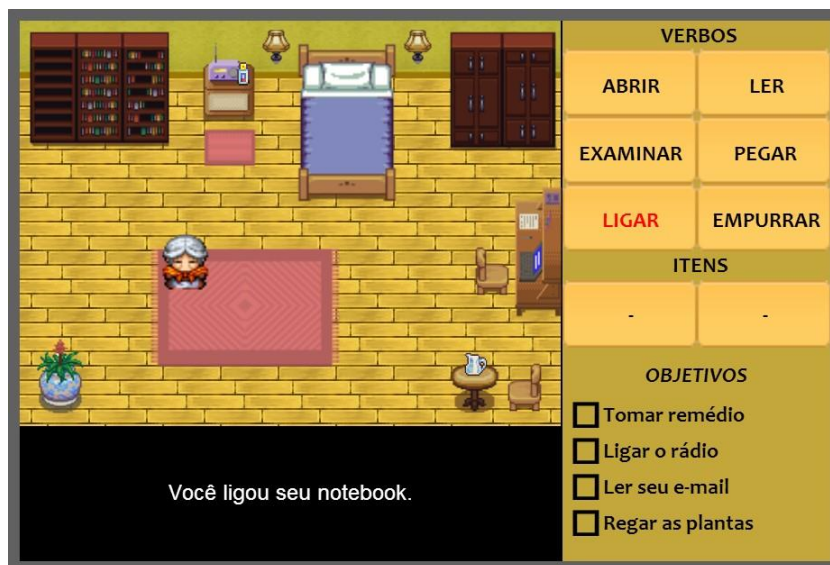 VERBOS
ABRIR LER
EXAMINAR PEGAR
LIGAR EMPURRAR
ITENS
- -
OBJETIVOS
Tomar remédio
Ligar o rádio
Ler seu e-mail
Regar as plantas
Você ligou seu notebook.